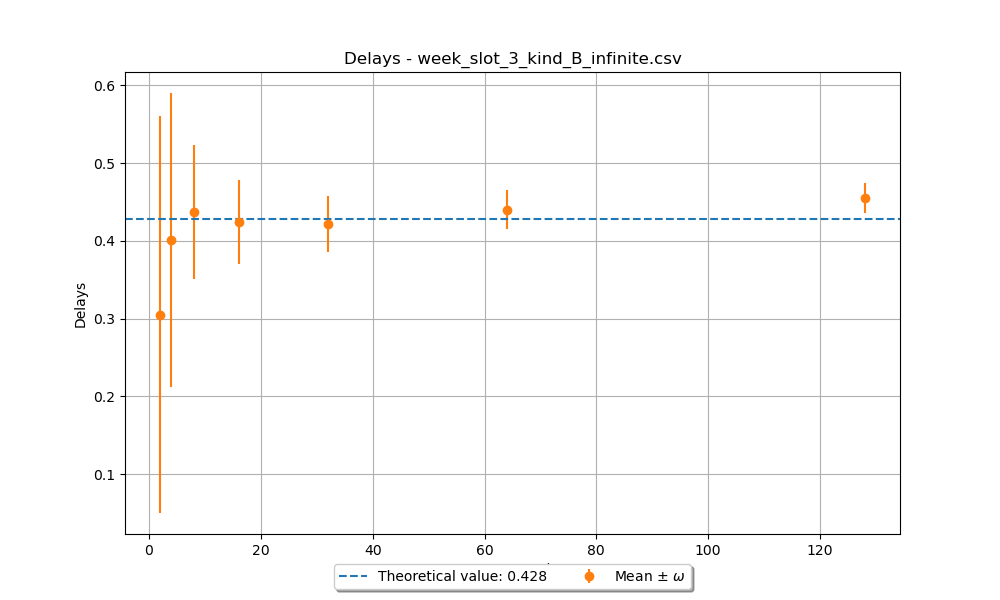 Delays - week_slot_3_kind_B_infinite.csv
0.6
0.5
0.4
0.3
0.2
0.1
Delays
0 20 40 60 80 100 120
Theoretical value: 0.428 Mean ± ω